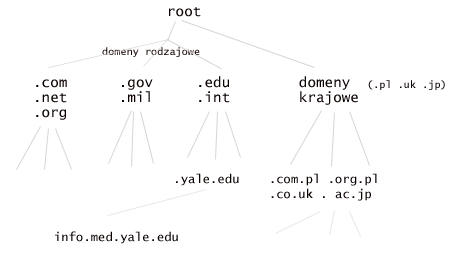 root
domeny rodzajowe
.com .gov .edu domeny (.pl .uk .jp)
.net .mil .int krajowe
.org
.yale.edu .com.pl .org.pl
.co.uk . ac.jp
info.med.yale.edu